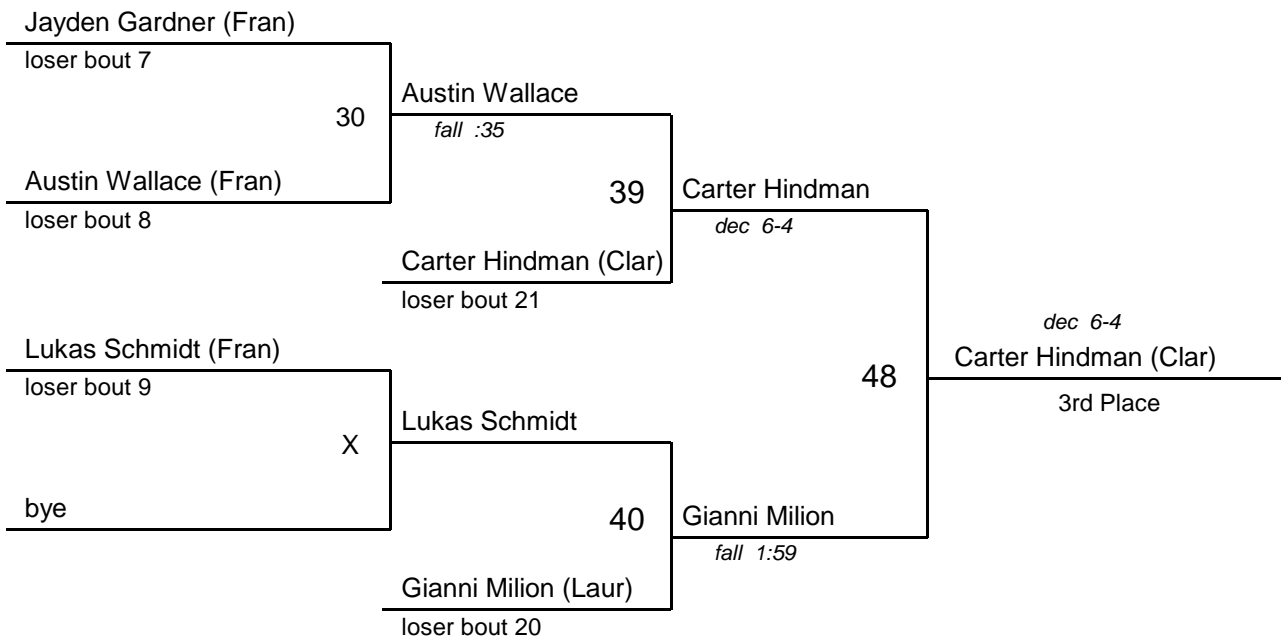 Jayden Gardner (Fran)
loser bout 7
30
Austin Wallace
fall :35
Austin Wallace (Fran)
loser bout 8
39
Carter Hindman
dec 6-4
Carter Hindman (Clar)
loser bout 21
dec 6-4
Carter Hindman (Clar)
3rd Place
48
Lukas Schmidt (Fran)
loser bout 9
X
Lukas Schmidt
bye
40
Gianni Milion
fall 1:59
Gianni Milion (Laur)
loser bout 20